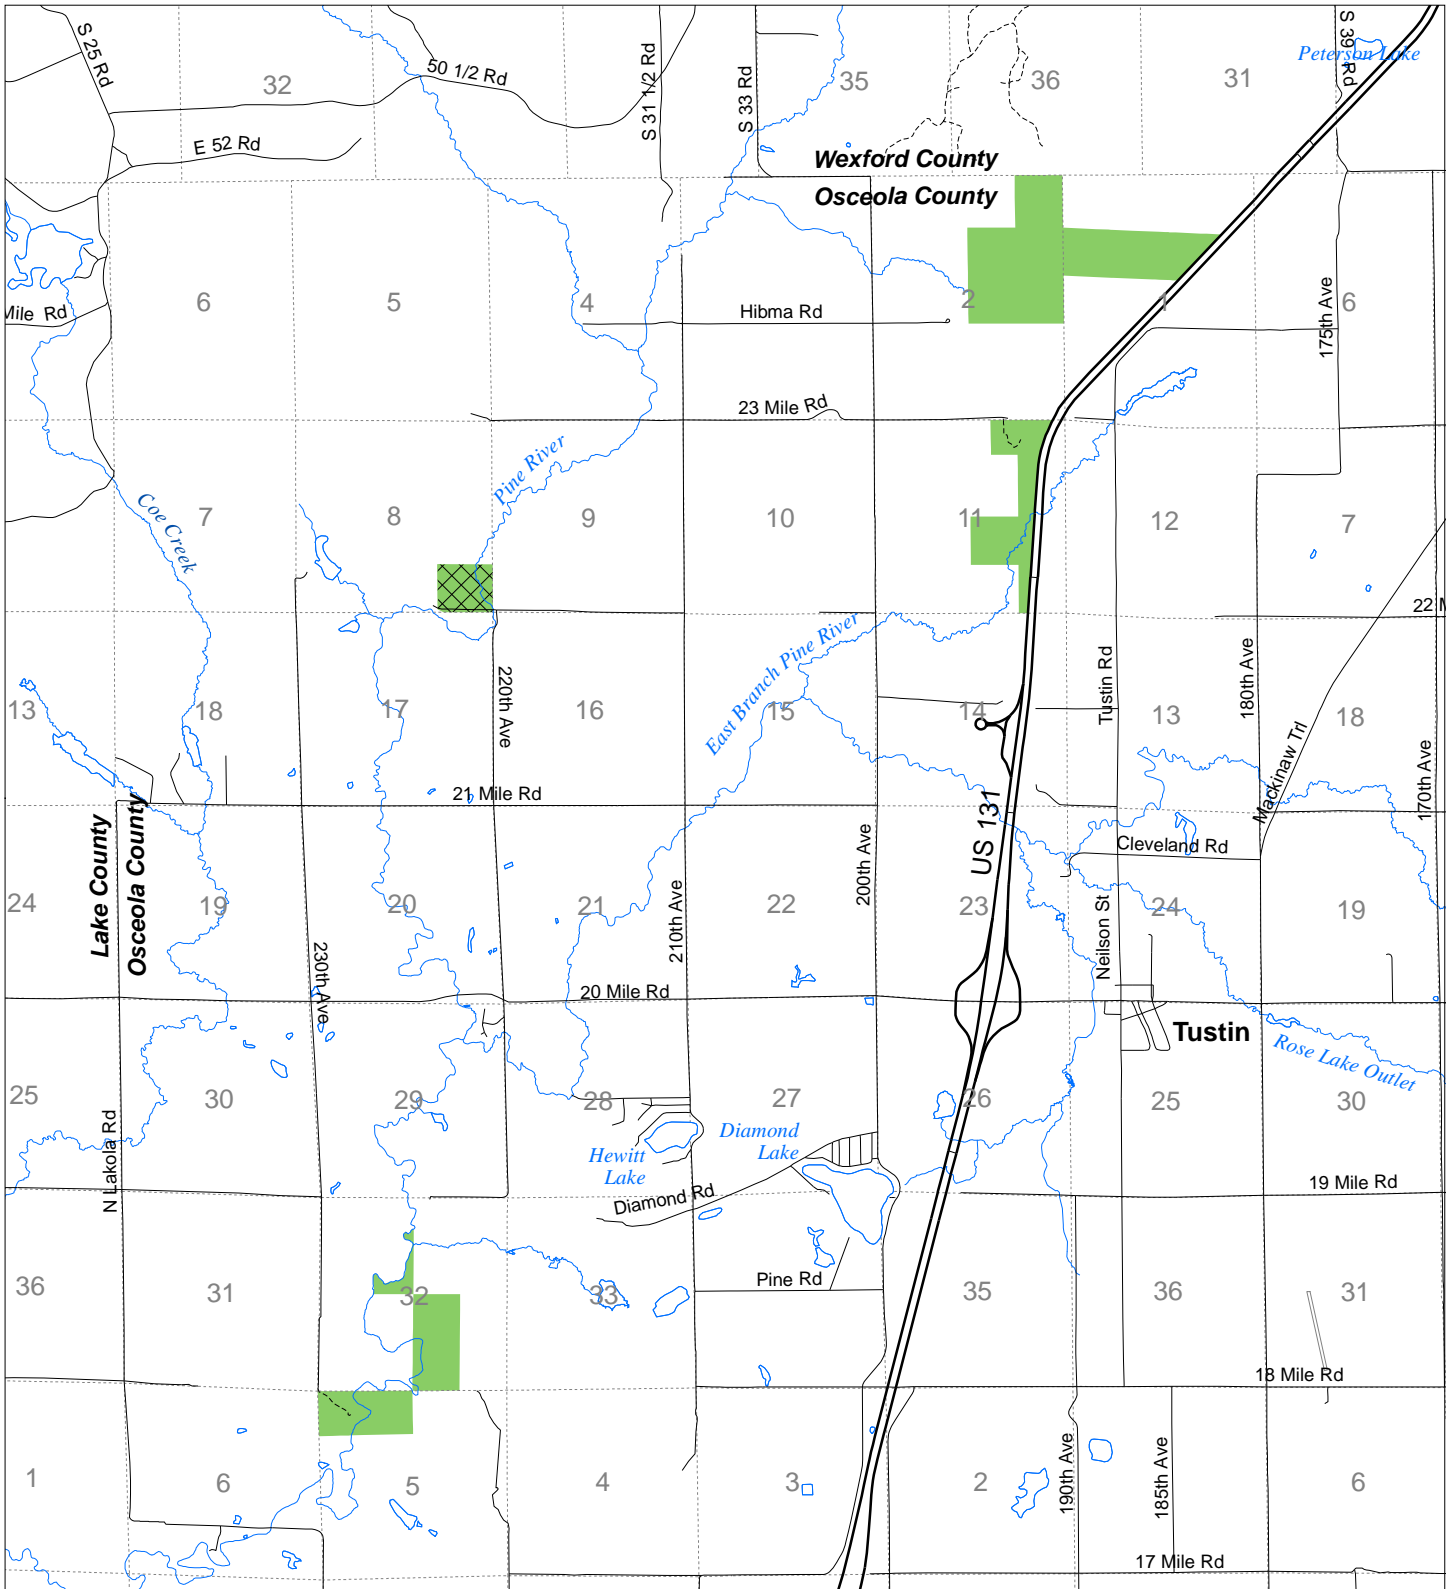 S 25 Rd
32
50 1/2 Rd
S 31 1/2 Rd
S 33 Rd
35
36
31
S 39 Rd
Peterson Lake
E 52 Rd
Wexford County
Osceola County
6
5
4
2
1
6
Mile Rd
Hibma Rd
175th Ave
23 Mile Rd
Pine River
Coe Creek
7
8
9
10
11
12
7
22 M
East Branch Pine River
220th Ave
Tustin Rd
180th Ave
13
18
17
16
15
14
13
18
Mackinaw Trl
170th Ave
21 Mile Rd
US 131
Lake County
Osceola County
Cleveland Rd
200th Ave
210th Ave
24
19
20
21
22
23
24
19
Neilson St
230th Ave
20 Mile Rd
Tustin
Rose Lake Outlet
25
30
29
28
27
26
25
30
N Lakola Rd
Hewitt
Lake
Diamond
Lake
Diamond Rd
19 Mile Rd
36
31
32
33
Pine Rd
35
36
31
18 Mile Rd
1
6
5
4
3
2
190th Ave
185th Ave
6
17 Mile Rd